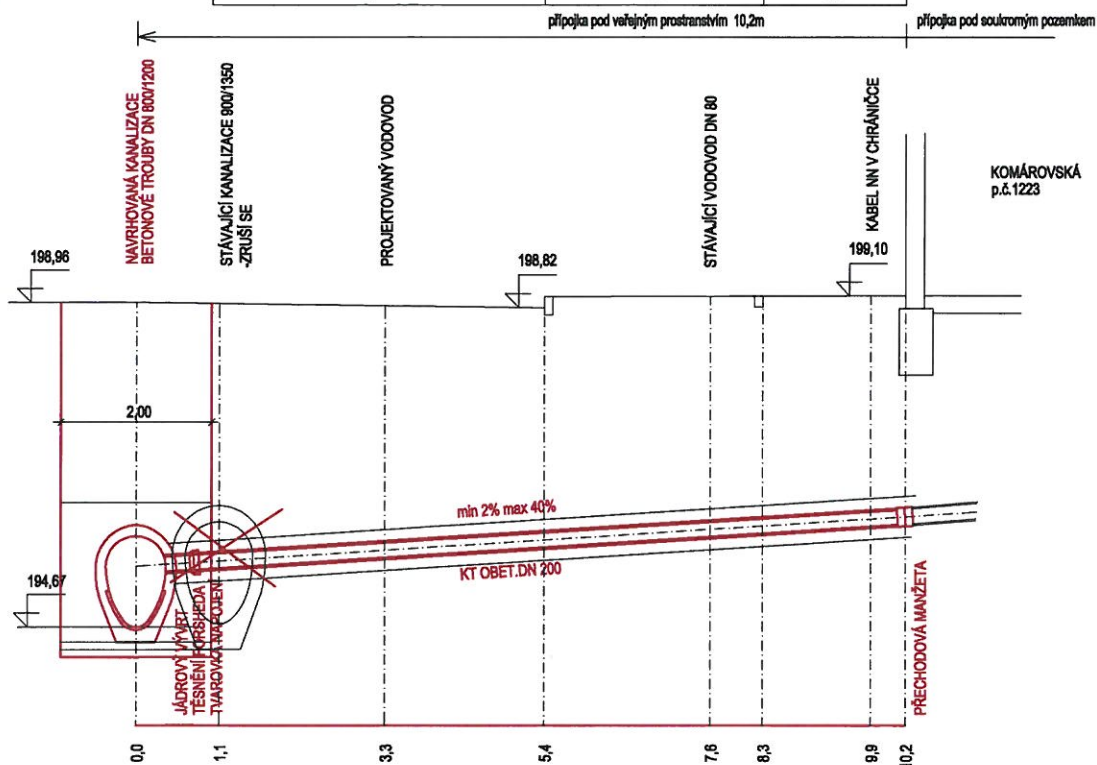 přípojka pod veřejným prostranstvím 10,2m
přípojka pod soukromým pozemkem
NAVRHOVANÁ KANALIZACE
BETONOVÉ TROUBY DN 800/1200
STÁVAJÍCÍ KANALIZACE 900/1350
-ZRUŠÍ SE
PROJEKTOVANÝ VODOVOD
STÁVAJÍCÍ VODOVOD DN 80
KABEL NN V CHRÁNIČCE
KOMÁROVSKÁ
p.č.1223
198,96
198,82
199,10
2,00
min 2% max 40%
KT OBET.DN 200
194,67
JÁDROVÝ VÝVRT
TĚSNĚNÍ FORSHEDA
TVAROVKA NAPOJENÍ
PŘECHODOVÁ MANŽETA
0,0
1,1
3,3
5,4
7,6
8,3
9,9
10,2